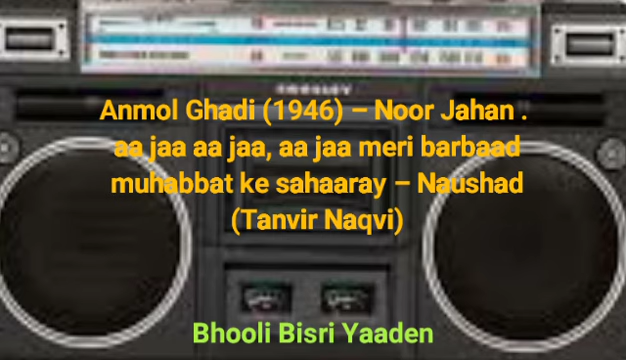 Anmol Ghadi (1946) – Noor Jahan .
aa jaa aa jaa, aa jaa meri barbaad
muhabbat ke sahaaray – Naushad
(Tanvir Naqvi)
Bhooli Bisri Yaaden